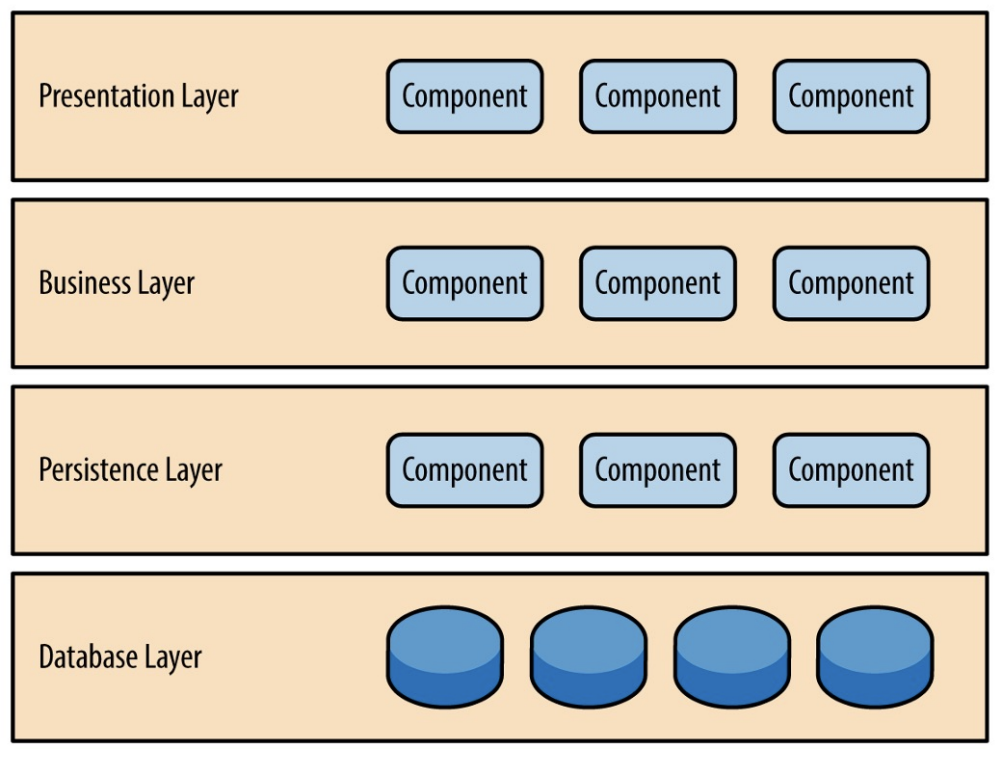 Presentation Layer Component Component Component
Business Layer Component Component Component
Persistence Layer Component Component Component
Database Layer